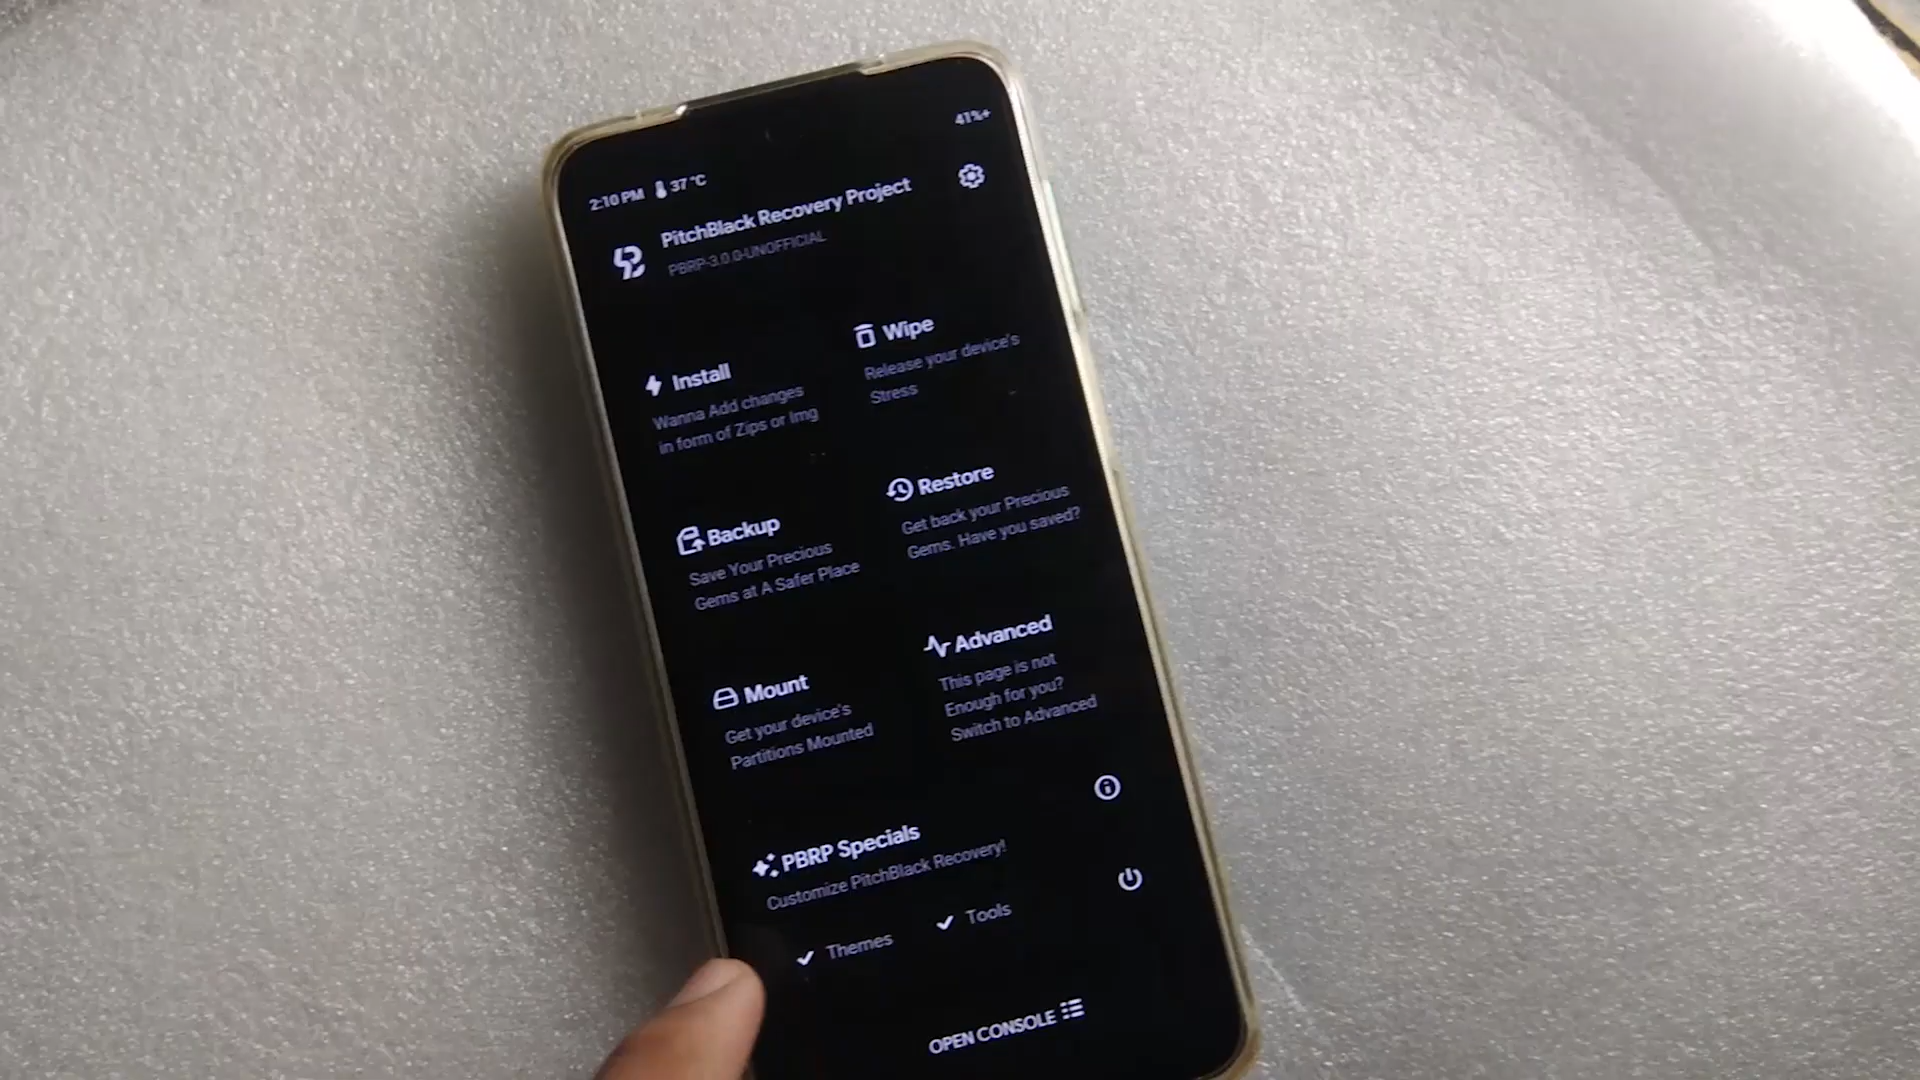 2:10 PM 37 °C
41%+
PitchBlack Recovery Project
PBRP-3.0.0-UNOFFICIAL
Install
Wanna Add changes
in form of Zips or Img
Wipe
Release your device's
Stress
Backup
Save Your Precious
Gems at A Safer Place
Restore
Get back your Precious
Gems. Have you saved?
Mount
Get your device's
Partitions Mounted
Advanced
This page is not
Enough for you?
Switch to Advanced
PBRP Specials
Customize PitchBlack Recovery!
Themes
Tools
OPEN CONSOLE